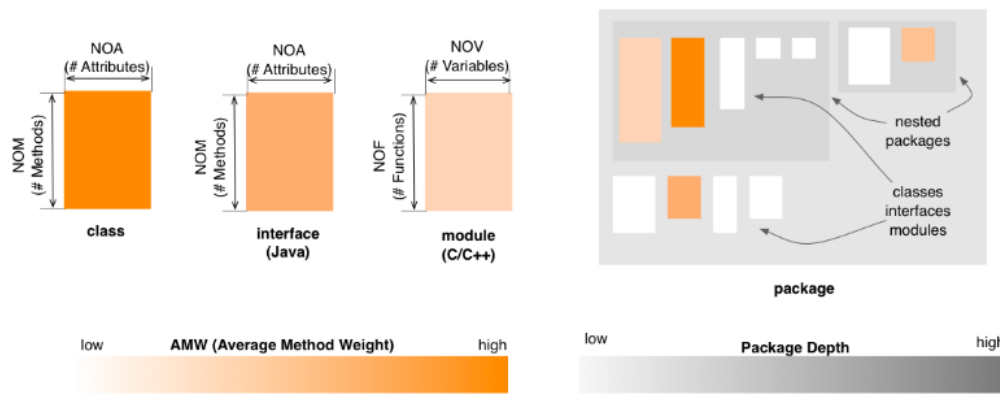 NOA
(# Attributes)
NOM
(# Methods)
class
NOA
(# Attributes)
NOM
(# Methods)
interface
(Java)
NOV
(# Variables)
NOF
(# Functions)
module
(C/C++)
nested
packages
classes
interfaces
modules
package
low
AMW (Average Method Weight)
high
low
Package Depth
high